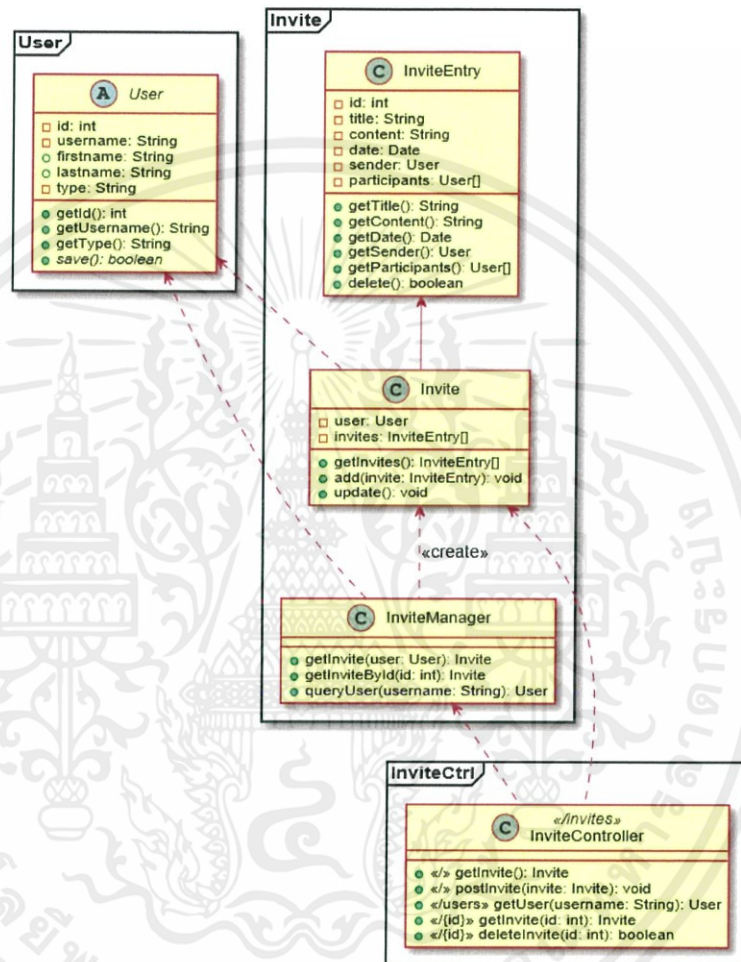 User
A User
id: int
username: String
firstname: String
lastname: String
type: String
getId(): int
getUsername(): String
getType(): String
save(): boolean
Invite
C InviteEntry
id: int
title: String
content: String
date: Date
sender: User
participants: User[]
getTitle(): String
getContent(): String
getDate(): Date
getSender(): User
getParticipants(): User[]
delete(): boolean
C Invite
user: User
invites: InviteEntry[]
getInvites(): InviteEntry[]
add(invite: InviteEntry): void
update(): void
«create»
C InviteManager
getInvite(user: User): Invite
getInviteById(id: int): Invite
queryUser(username: String): User
InviteCtrl
«/invites»
C InviteController
«/» getInvite(): Invite
«/» postInvite(invite: Invite): void
«/users» getUser(username: String): User
«/{id}» getInvite(id: int): Invite
«/{id}» deleteInvite(id: int): boolean